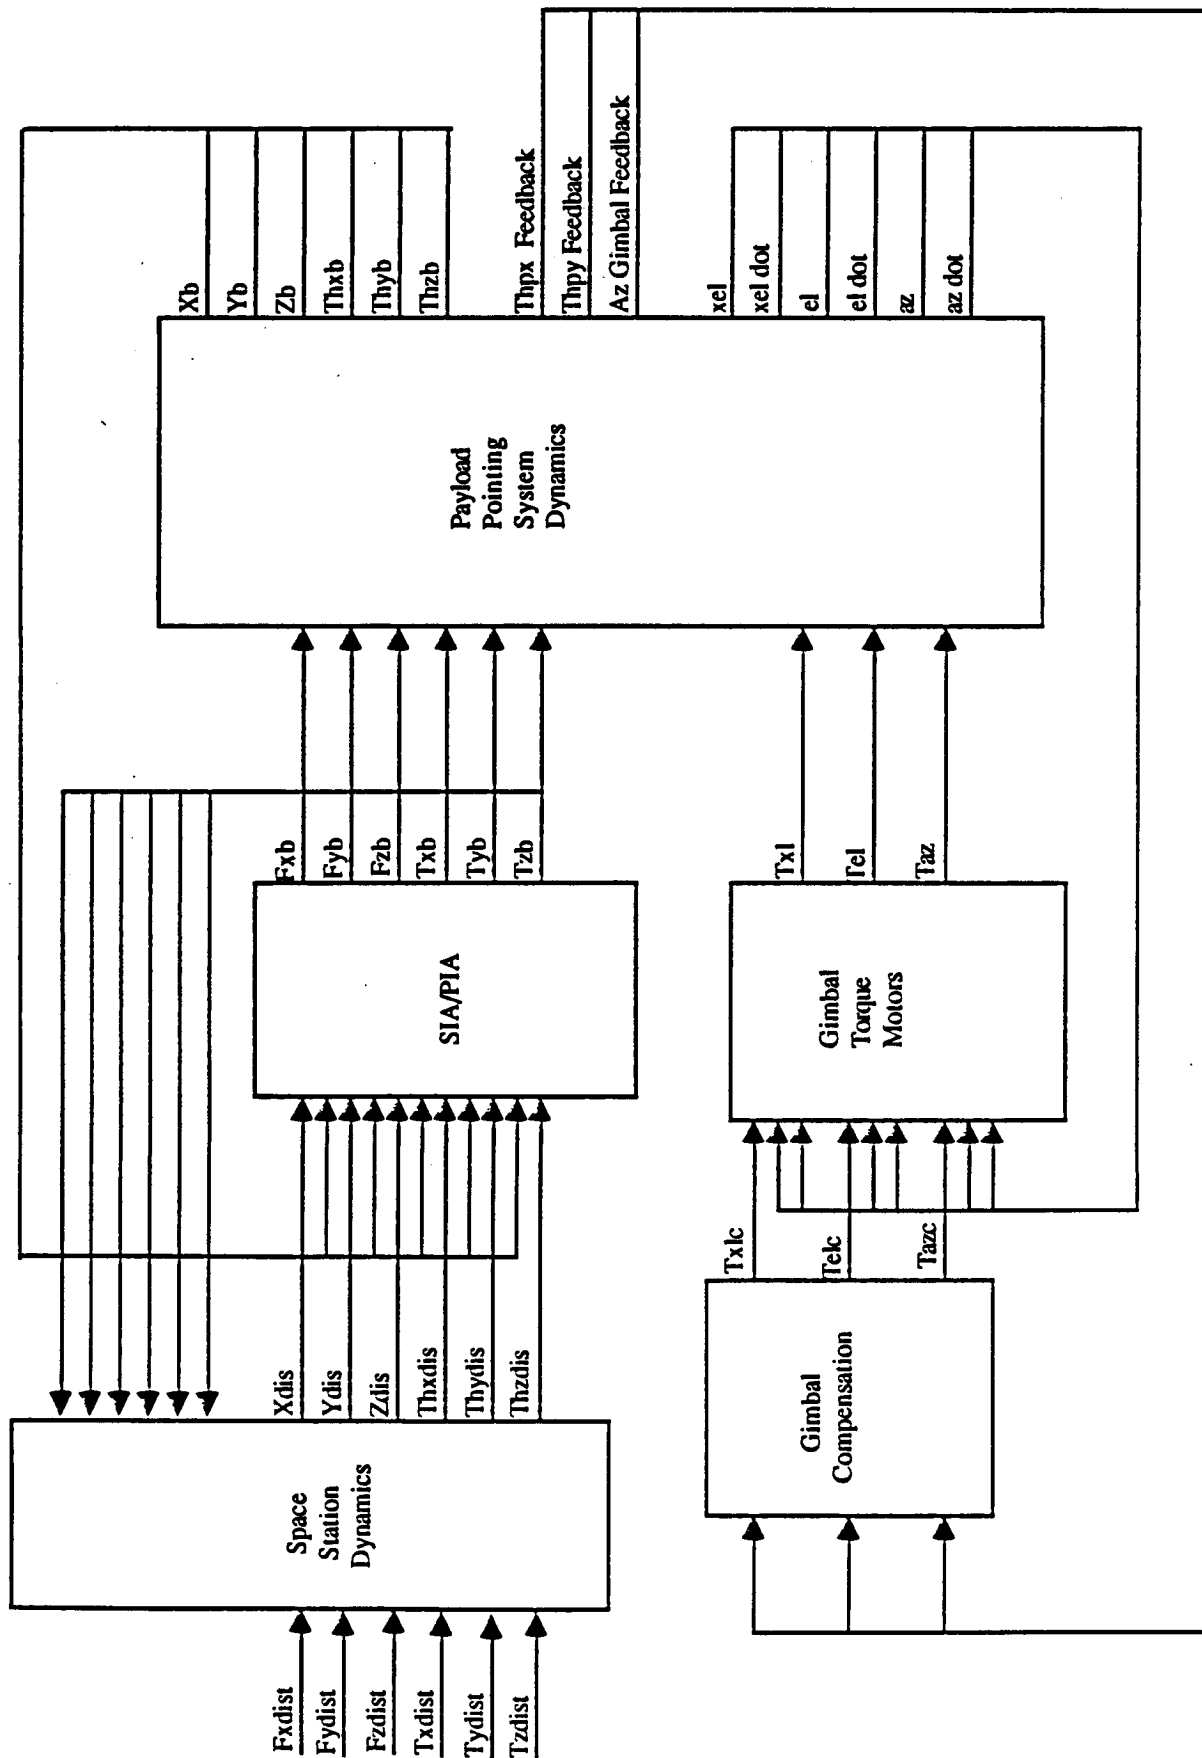 Fxdist
Fydist
Fzdist
Txdist
Tydist
Tzdist
Space
Station
Dynamics
Xdis
Ydis
Zdis
Thxdis
Thydis
Thzdis
SIA/PIA
Fxb
Fyb
Fzb
Txb
Tyb
Tzb
Payload
Pointing
System
Dynamics
Xb
Yb
Zb
Thxb
Thyb
Thzb
Thpx Feedback
Thpy Feedback
Az Gimbal Feedback
xel
xel dot
el
el dot
az
az dot
Gimbal
Compensation
Txlc
Telc
Tazc
Gimbal
Torque
Motors
Txl
Tel
Taz